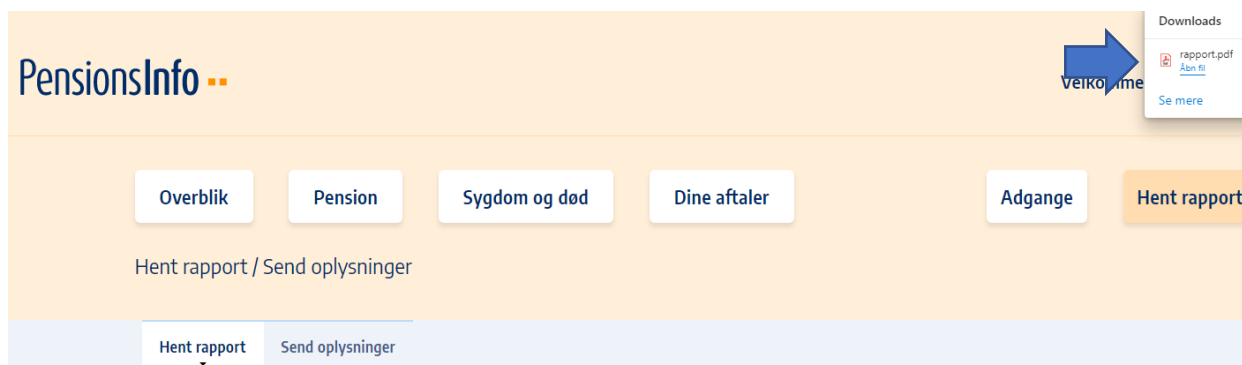 Downloads
rapport.pdf
Åbn fil
Se mere
PensionsInfo
Overblik
Pension
Sygdom og død
Dine aftaler
Adgange
Hent rapport
Hent rapport / Send oplysninger
Hent rapport
Send oplysninger